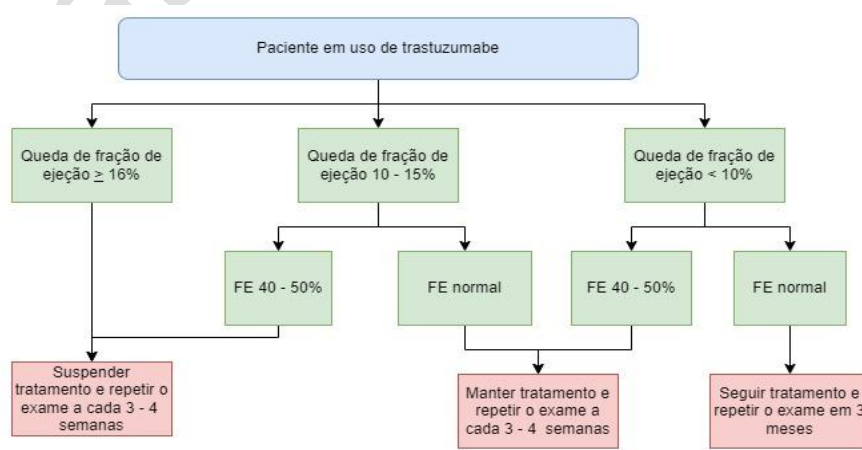 Paciente em uso de trastuzumabe
Queda de fração de
ejeção ≥ 16%
Queda de fração de
ejeção 10 - 15%
Queda de fração de
ejeção < 10%
FE 40 - 50%
FE normal
FE 40 - 50%
FE normal
Suspender
tratamento e repetir o
exame a cada 3 - 4
semanas
Manter tratamento e
repetir o exame a
cada 3 - 4 semanas
Seguir tratamento e
repetir o exame em 3
meses